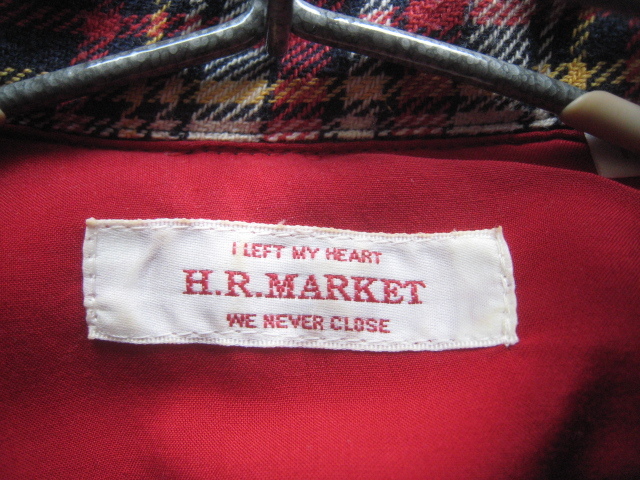 I LEFT MY HEART
H.R.MARKET
WE NEVER CLOSE